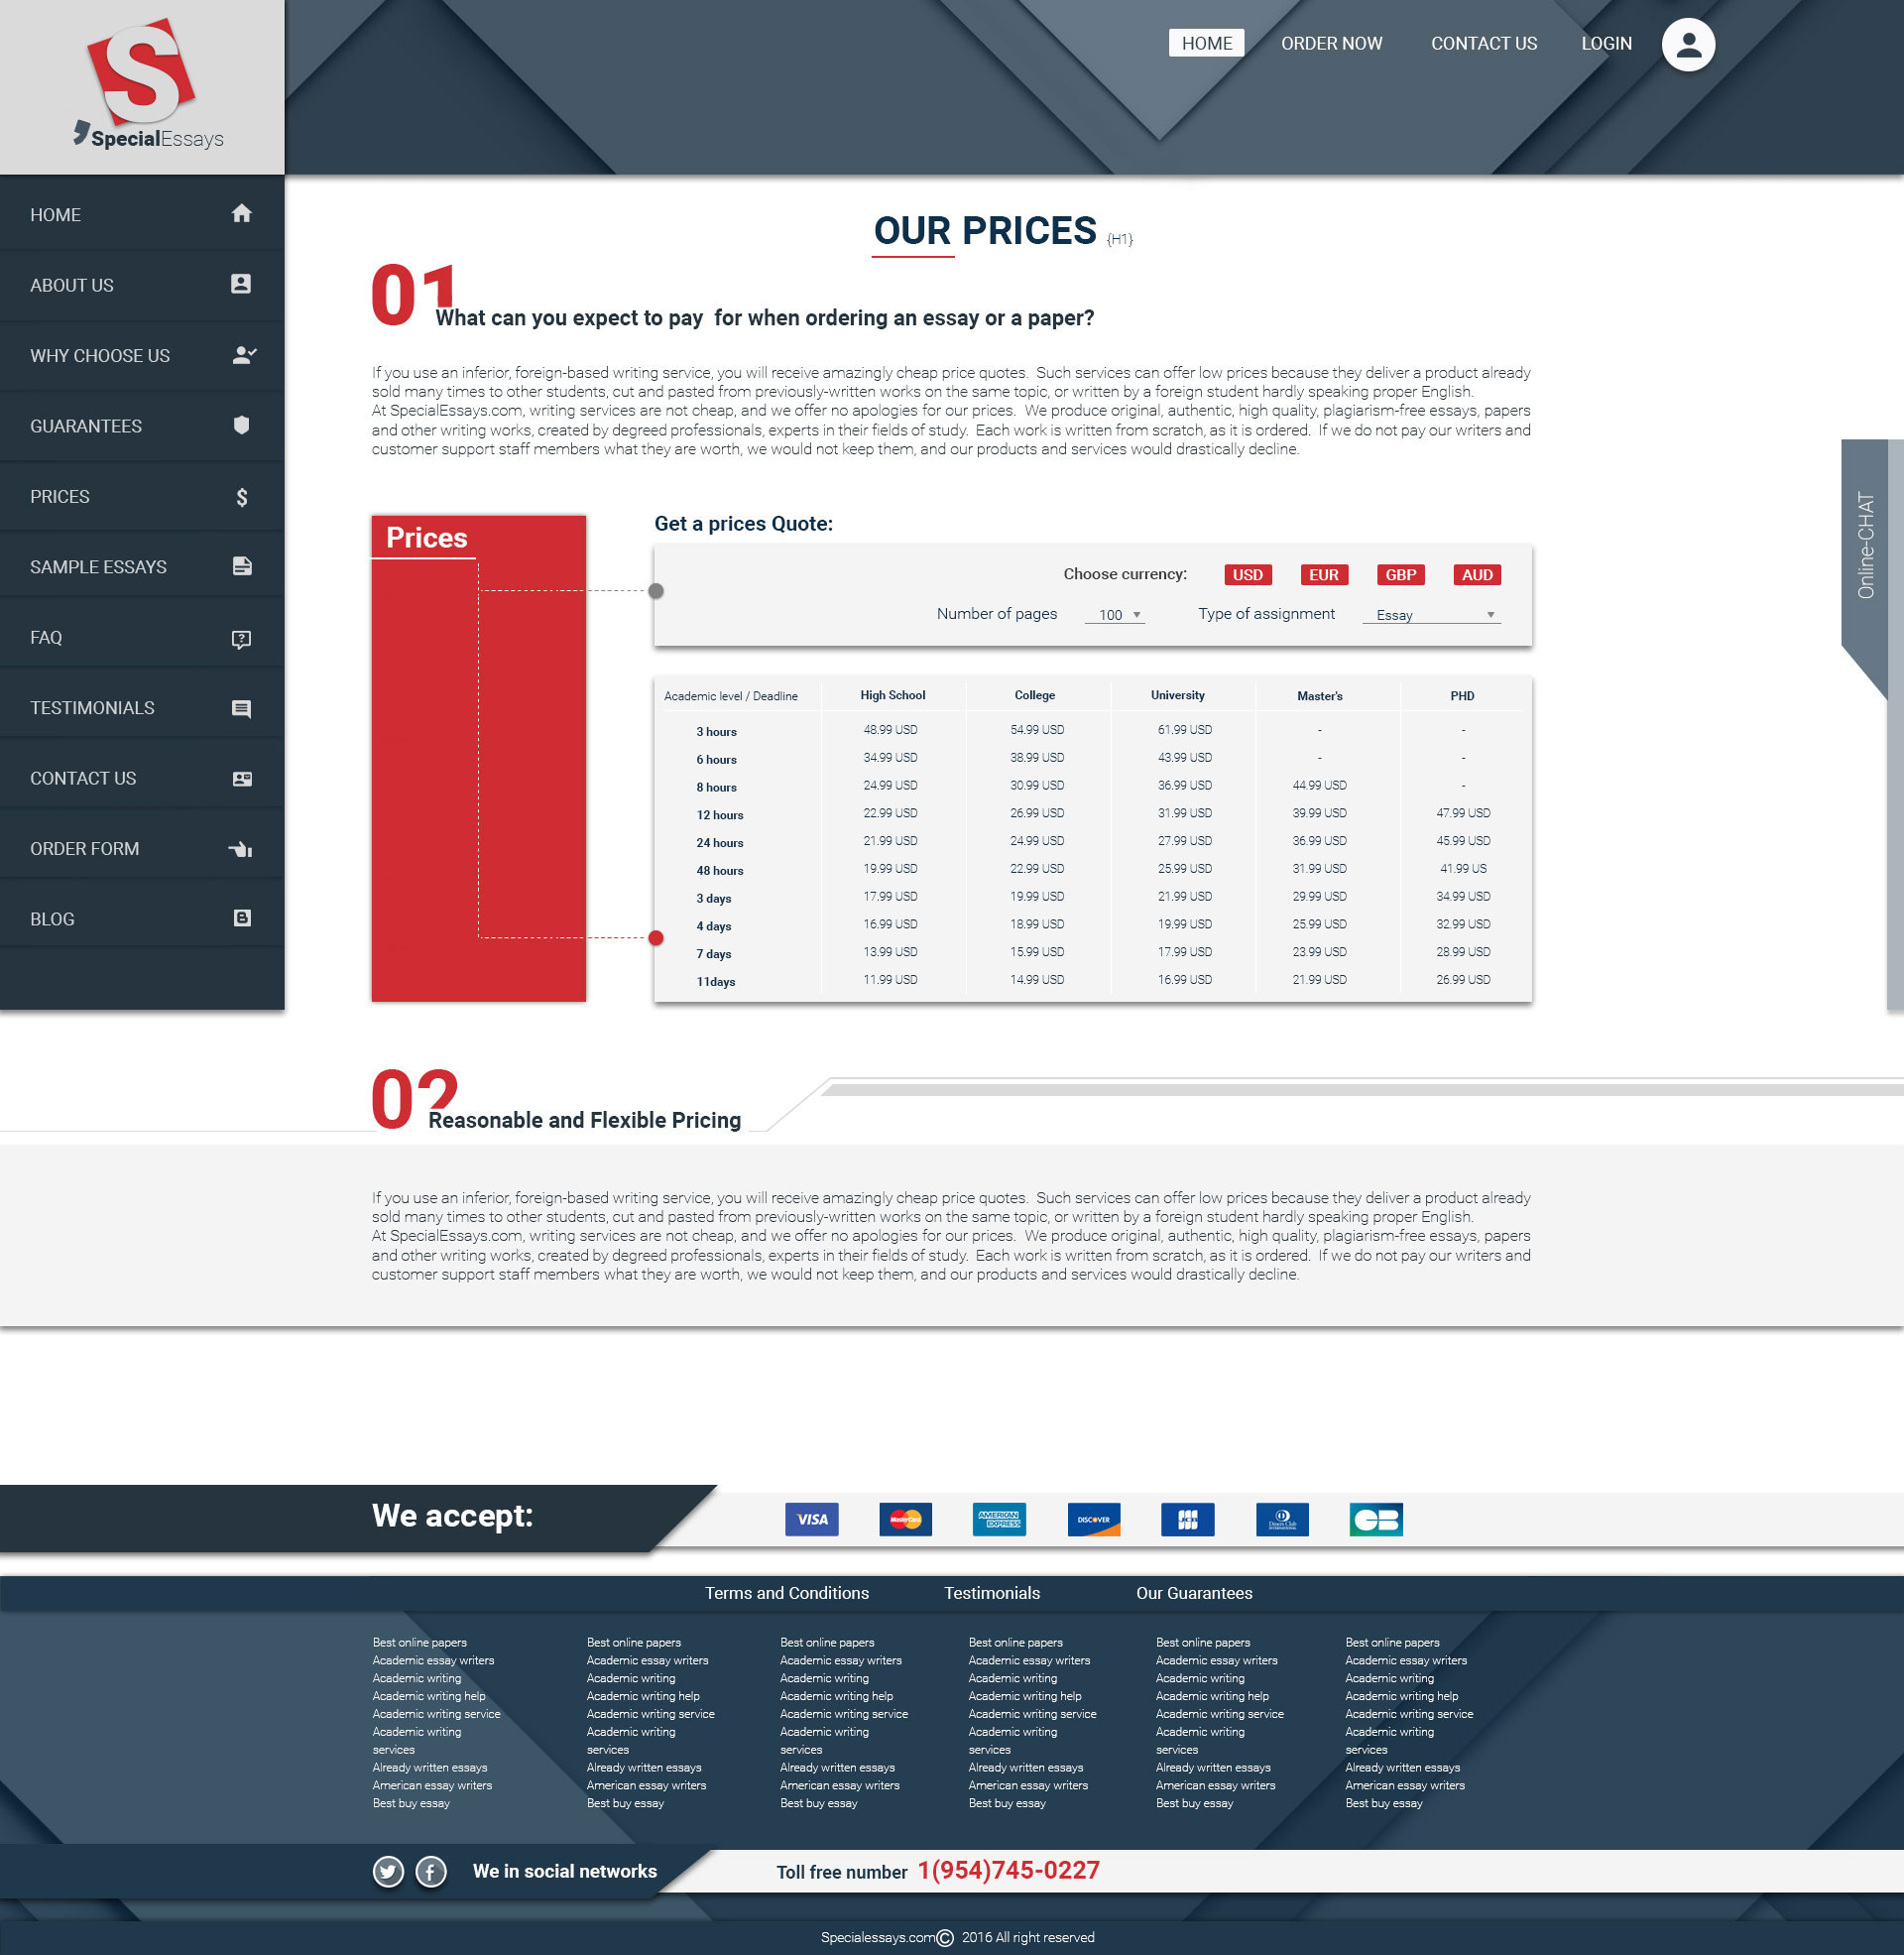 S
SpecialEssays
HOME ORDER NOW CONTACT US LOGIN
HOME
ABOUT US
WHY CHOOSE US
GUARANTEES
PRICES
SAMPLE ESSAYS
FAQ
TESTIMONIALS
CONTACT US
ORDER FORM
BLOG
OUR PRICES {H1}
01
What can you expect to pay for when ordering an essay or a paper?
If you use an inferior, foreign-based writing service, you will receive amazingly cheap price quotes. Such services can offer low prices because they deliver a product already
sold many times to other students, cut and pasted from previously-written works on the same topic, or written by a foreign student hardly speaking proper English.
At SpecialEssays.com, writing services are not cheap, and we offer no apologies for our prices. We produce original, authentic, high quality, plagiarism-free essays, papers
and other writing works, created by degreed professionals, experts in their fields of study. Each work is written from scratch, as it is ordered. If we do not pay our writers and
customer support staff members what they are worth, we would not keep them, and our products and services would drastically decline.
Online-CHAT
Prices
Get a prices Quote:
Choose currency: USD EUR GBP AUD
Number of pages 100 Type of assignment Essay
Academic level / Deadline High School College University Master's PHD
3 hours 48.99 USD 54.99 USD 61.99 USD - -
6 hours 34.99 USD 38.99 USD 43.99 USD - -
8 hours 24.99 USD 30.99 USD 36.99 USD 44.99 USD -
12 hours 22.99 USD 26.99 USD 31.99 USD 39.99 USD 47.99 USD
24 hours 21.99 USD 24.99 USD 27.99 USD 36.99 USD 45.99 USD
48 hours 19.99 USD 22.99 USD 25.99 USD 31.99 USD 41.99 US
3 days 17.99 USD 19.99 USD 21.99 USD 29.99 USD 34.99 USD
4 days 16.99 USD 18.99 USD 19.99 USD 25.99 USD 32.99 USD
7 days 13.99 USD 15.99 USD 17.99 USD 23.99 USD 28.99 USD
11days 11.99 USD 14.99 USD 16.99 USD 21.99 USD 26.99 USD
02
Reasonable and Flexible Pricing
If you use an inferior, foreign-based writing service, you will receive amazingly cheap price quotes. Such services can offer low prices because they deliver a product already
sold many times to other students, cut and pasted from previously-written works on the same topic, or written by a foreign student hardly speaking proper English.
At SpecialEssays.com, writing services are not cheap, and we offer no apologies for our prices. We produce original, authentic, high quality, plagiarism-free essays, papers
and other writing works, created by degreed professionals, experts in their fields of study. Each work is written from scratch, as it is ordered. If we do not pay our writers and
customer support staff members what they are worth, we would not keep them, and our products and services would drastically decline.
We accept: VISA MasterCard AMERICAN EXPRESS DISCOVER JCB Diners Club INTERNATIONAL CB
Terms and Conditions Testimonials Our Guarantees
Best online papers Best online papers Best online papers Best online papers Best online papers Best online papers
Academic essay writers Academic essay writers Academic essay writers Academic essay writers Academic essay writers Academic essay writers
Academic writing Academic writing Academic writing Academic writing Academic writing Academic writing
Academic writing help Academic writing help Academic writing help Academic writing help Academic writing help Academic writing help
Academic writing service Academic writing service Academic writing service Academic writing service Academic writing service Academic writing service
Academic writing Academic writing Academic writing Academic writing Academic writing Academic writing
services services services services services services
Already written essays Already written essays Already written essays Already written essays Already written essays Already written essays
American essay writers American essay writers American essay writers American essay writers American essay writers American essay writers
Best buy essay Best buy essay Best buy essay Best buy essay Best buy essay Best buy essay
We in social networks Toll free number 1(954)745-0227
Specialessays.com© 2016 All right reserved